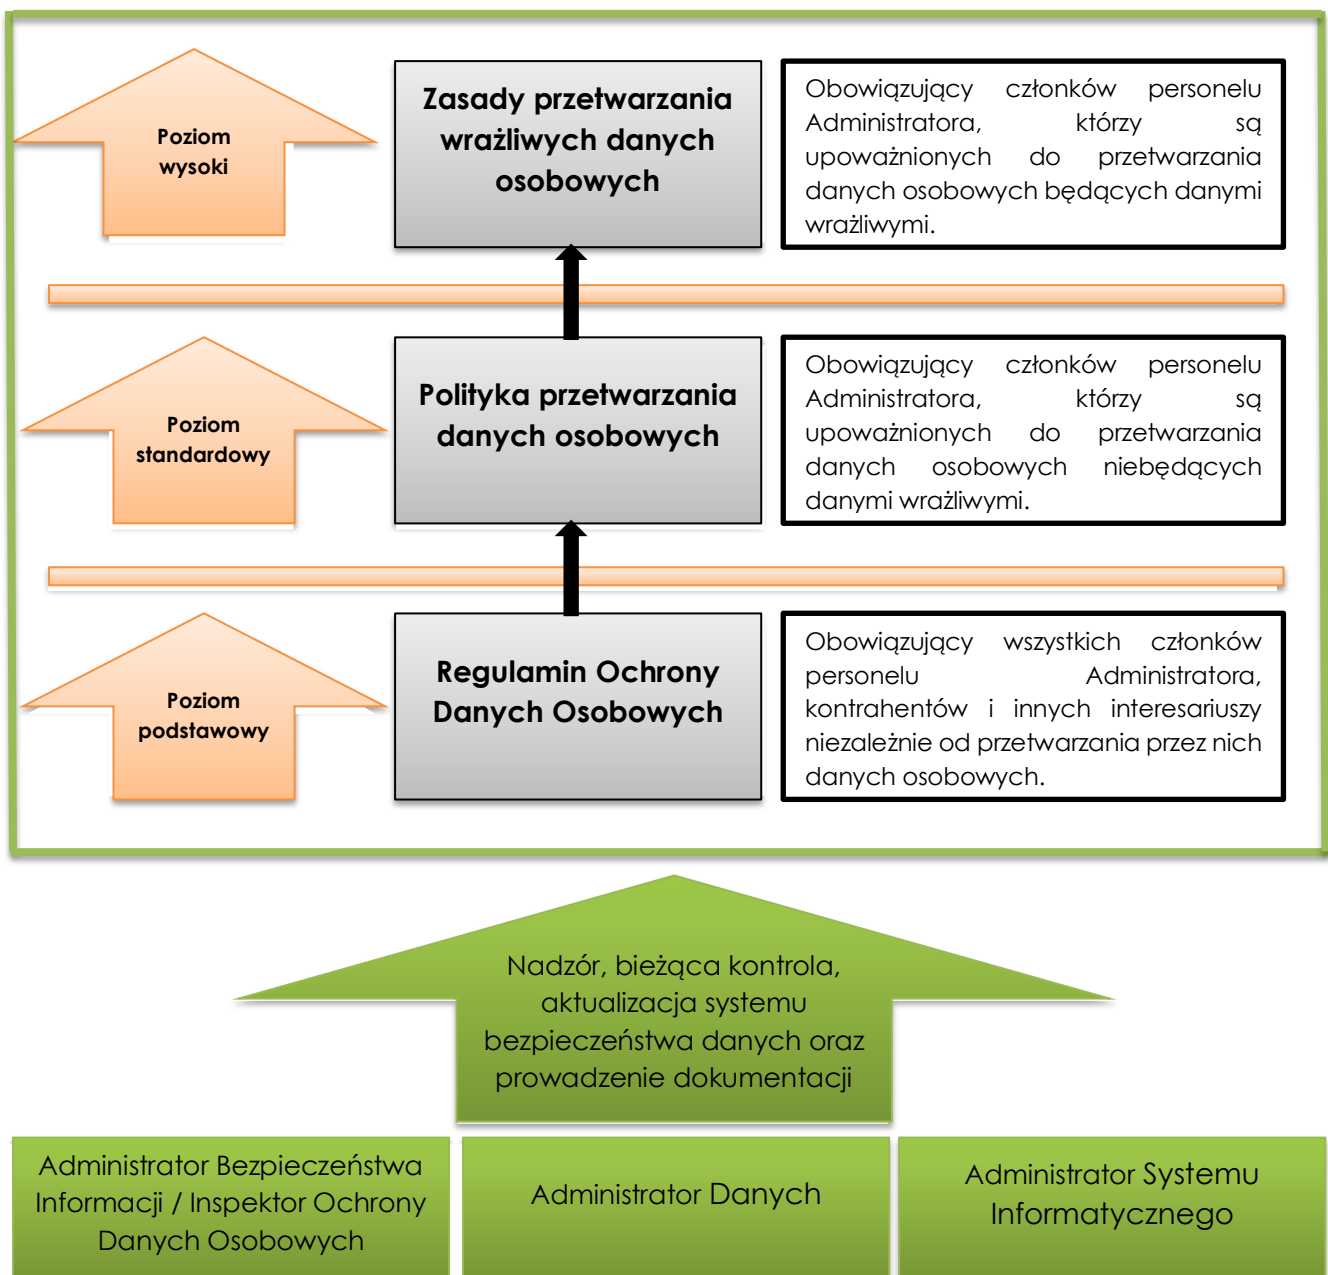 Poziom
wysoki
Zasady przetwarzania
wrażliwych danych
osobowych
Obowiązujący członków personelu
Administratora, którzy są
upoważnionych do przetwarzania
danych osobowych będących danymi
wrażliwymi.
Poziom
standardowy
Polityka przetwarzania
danych osobowych
Obowiązujący członków personelu
Administratora, którzy są
upoważnionych do przetwarzania
danych osobowych niebędących
danymi wrażliwymi.
Poziom
podstawowy
Regulamin Ochrony
Danych Osobowych
Obowiązujący wszystkich członków
personelu Administratora,
kontrahentów i innych interesariuszy
niezależnie od przetwarzania przez nich
danych osobowych.
Nadzór, bieżąca kontrola,
aktualizacja systemu
bezpieczeństwa danych oraz
prowadzenie dokumentacji
Administrator Bezpieczeństwa
Informacji / Inspektor Ochrony
Danych Osobowych
Administrator Danych
Administrator Systemu
Informatycznego